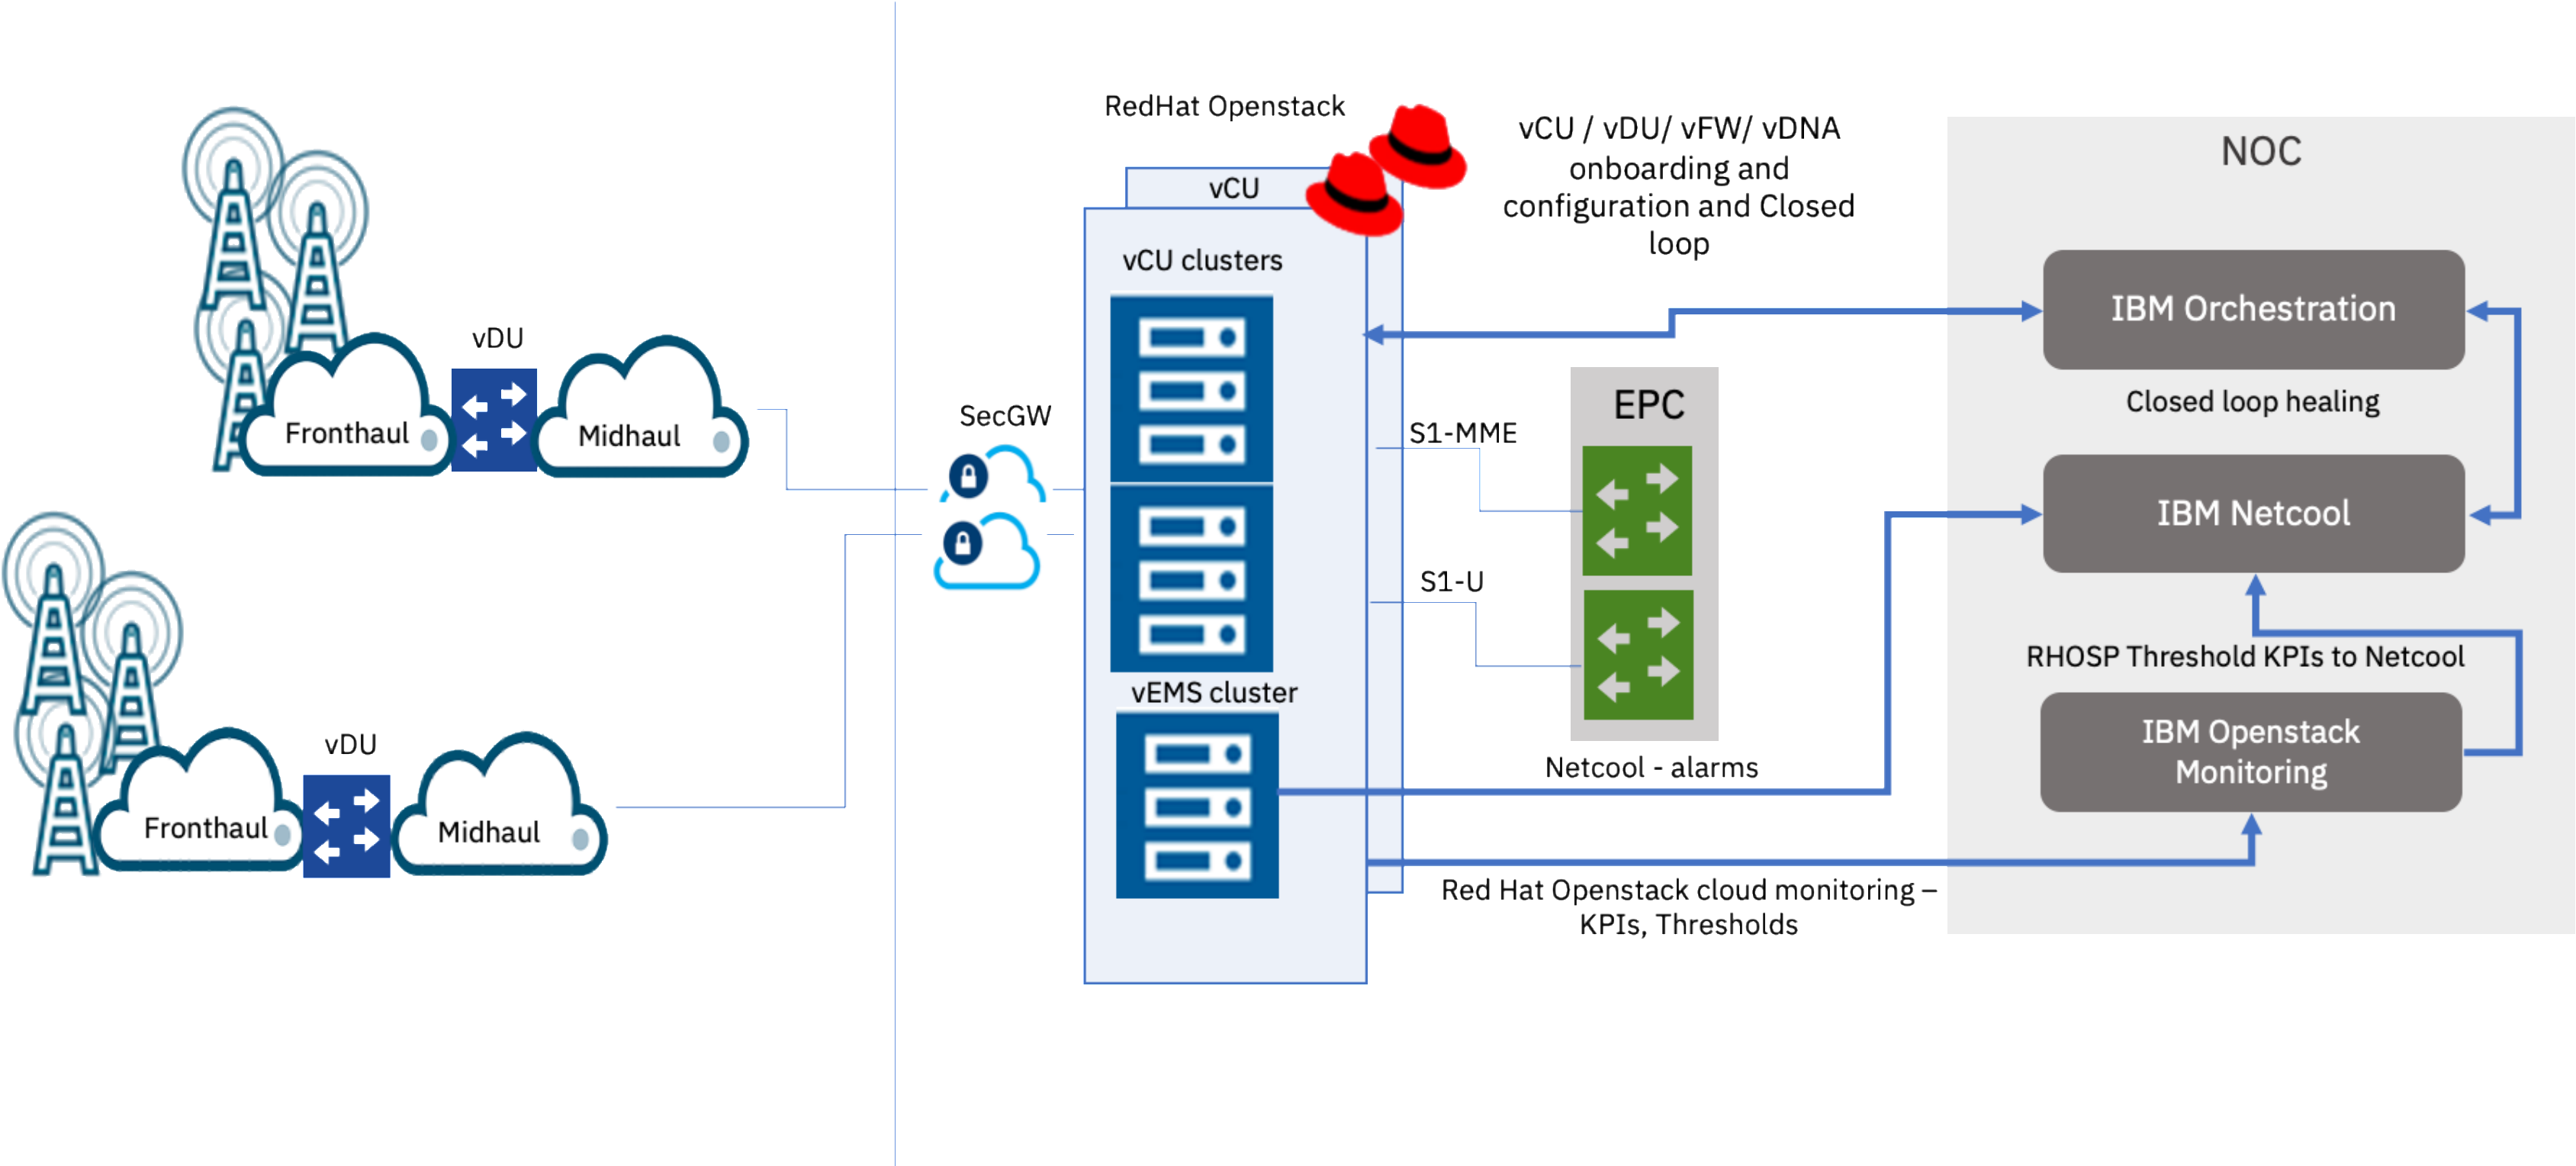 RedHat Openstack
vCU / vDU/ vFW/ vDNA
onboarding and
configuration and Closed
loop
NOC
vCU
vCU clusters
IBM Orchestration
vDU
Fronthaul
Midhaul
SecGW
EPC
S1-MME
Closed loop healing
IBM Netcool
S1-U
RHOSP Threshold KPIs to Netcool
vEMS cluster
IBM Openstack
Monitoring
vDU
Fronthaul
Midhaul
Netcool - alarms
Red Hat Openstack cloud monitoring –
KPIs, Thresholds